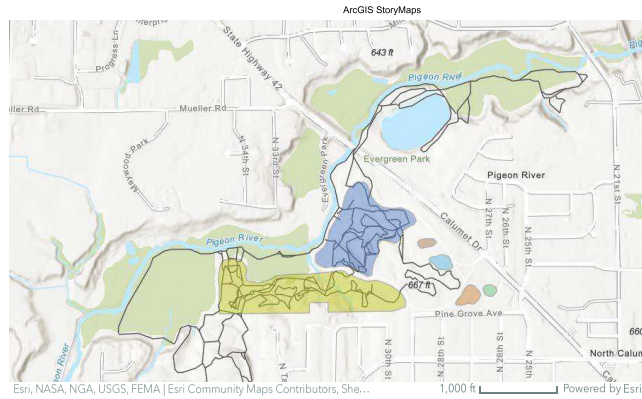 ArcGIS StoryMaps
State Highway 42
643 ft
Progress Ln
Pigeon River
Mueller Rd
Maywood Park
N 34th St
N 33rd St
Evergreen Park
Evergreen Park
Pigeon River
N 21st St
Calumet Dr
N 27th St
N 26th St
N 25th St
Pigeon River
667 ft
Pine Grove Ave
N 30th St
N 28th St
N 26th St
N 25th
North Calum
River
Esri, NASA, NGA, USGS, FEMA | Esri Community Maps Contributors, She…
1,000 ft
Powered by Esri